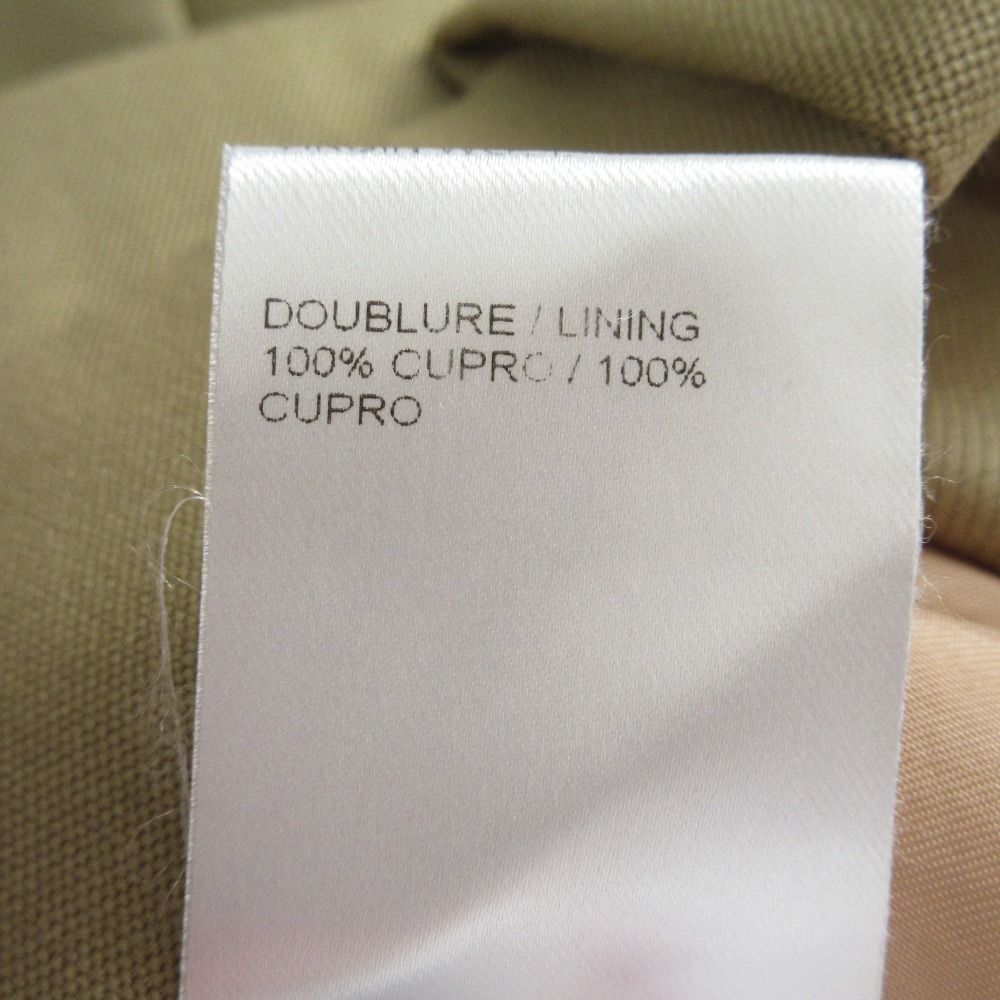 DOUBLURE / LINING
100% CUPRO / 100%
CUPRO